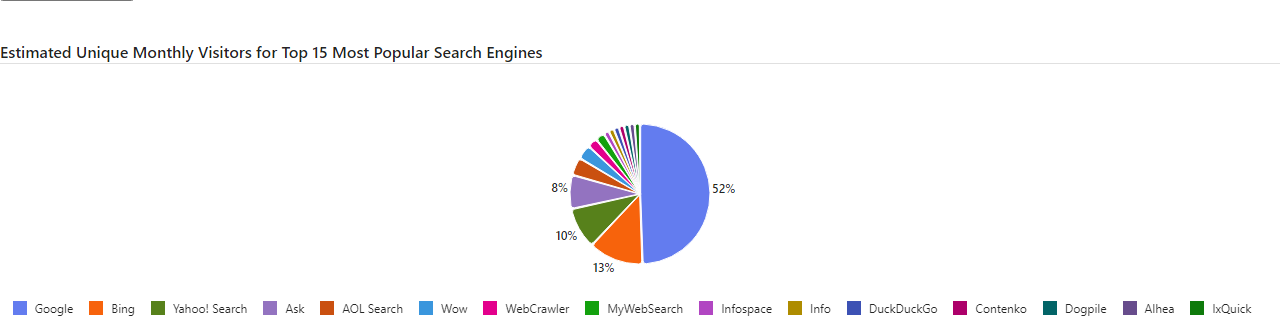 Estimated Unique Monthly Visitors for Top 15 Most Popular Search Engines
8%
52%
10%
13%
Google Bing Yahoo! Search Ask AOL Search Wow WebCrawler MyWebSearch Infospace Info DuckDuckGo Contenko Dogpile Alhea IxQuick